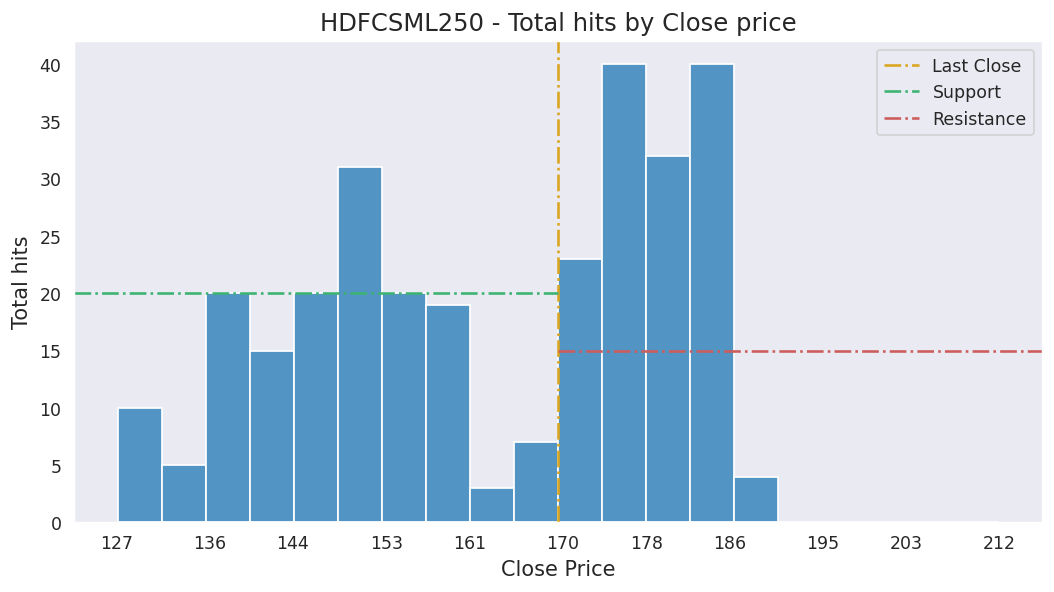 HDFCSML250 - Total hits by Close price
Last Close
Support
Resistance
40
35
30
25
20
15
10
5
0
Total hits
127 136 144 153 161 170 178 186 195 203 212
Close Price